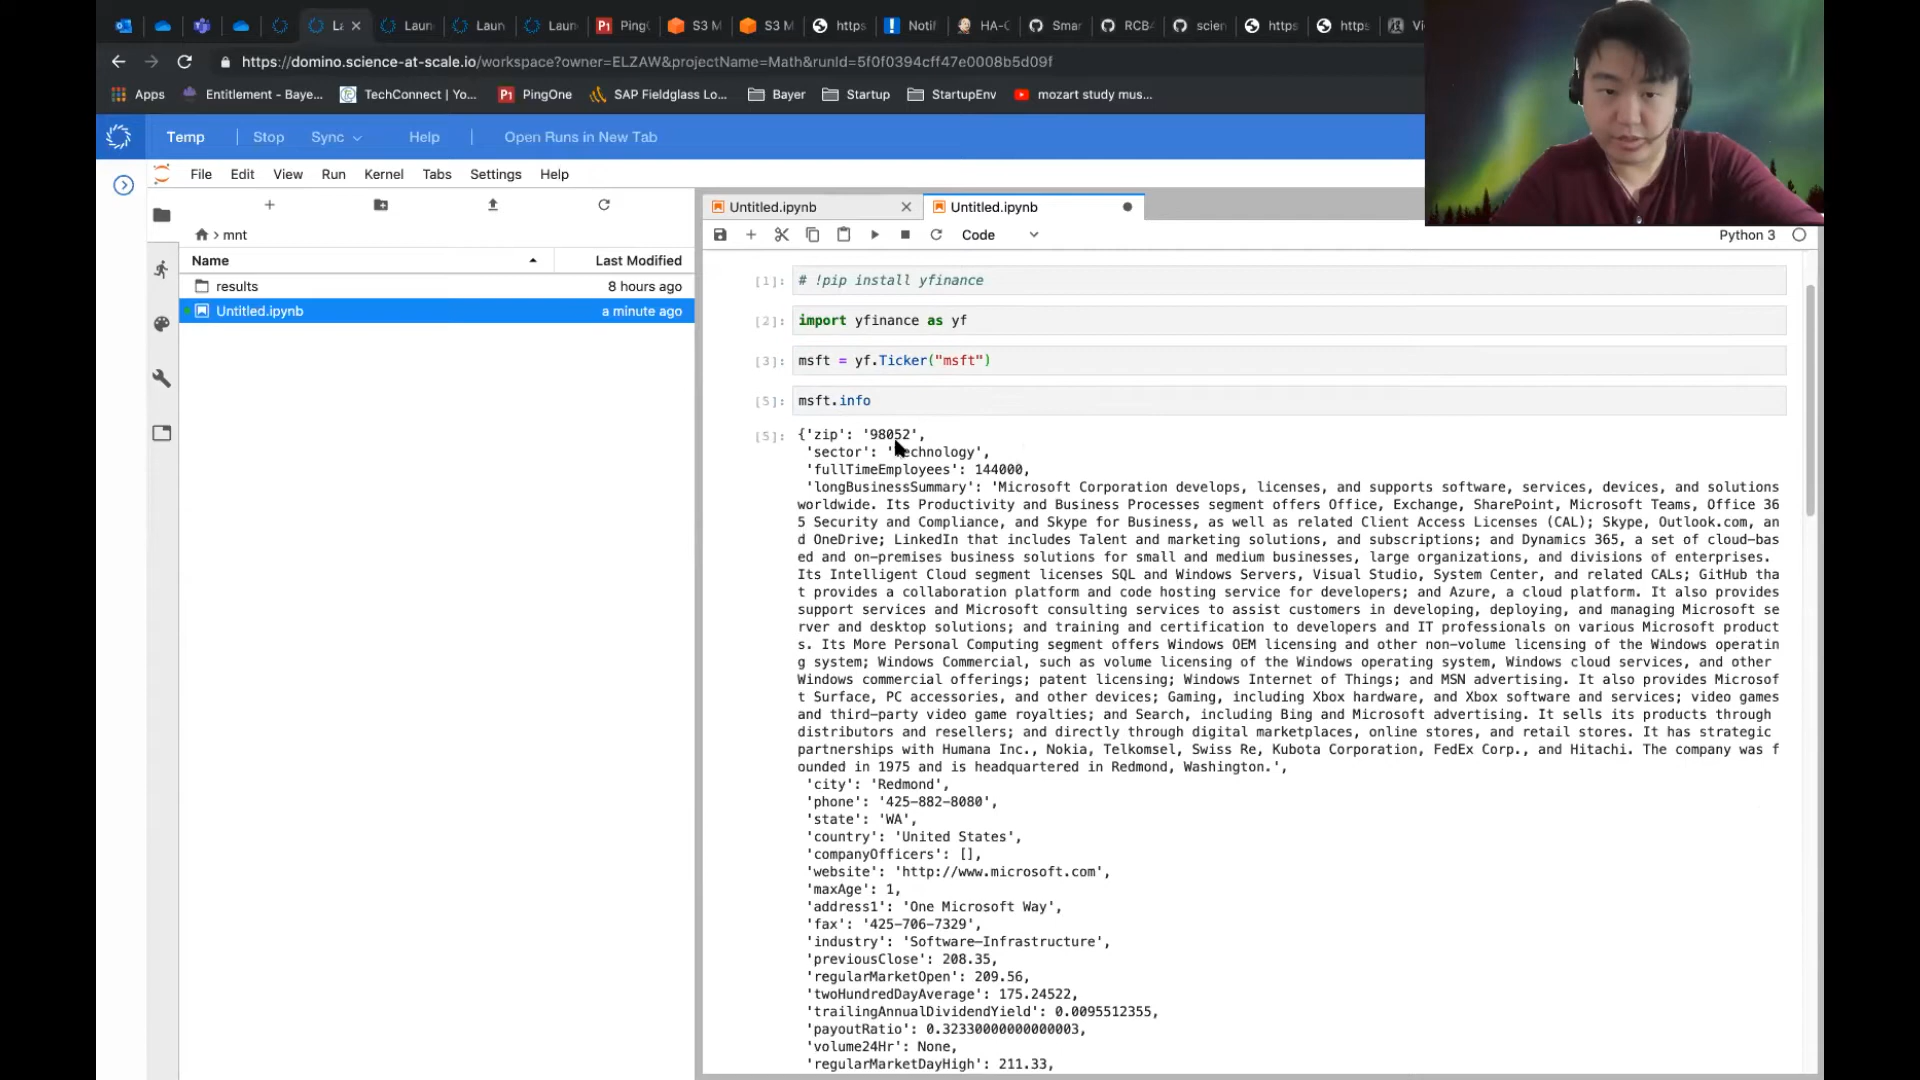 La
Laun
Laun
Laun
PingO
S3 M
S3 M
https
Notif
HA-C
Smar
RCB-
scien
https
https
Vi
https://domino.science-at-scale.io/workspace?owner=ELZAW&projectName=Math&runId=5f0f0394cff47e0008b5d09f
Apps
Entitlement - Baye...
TechConnect | Yo...
PingOne
SAP Fieldglass Lo...
Bayer
Startup
StartupEnv
mozart study mus...
Temp
Stop
Sync
Help
Open Runs in New Tab
File Edit View Run Kernel Tabs Settings Help
mnt
Name Last Modified
results 8 hours ago
Untitled.ipynb a minute ago
Untitled.ipynb
Untitled.ipynb
Code
Python 3
[1]: # !pip install yfinance
[2]: import yfinance as yf
[3]: msft = yf.Ticker("msft")
[5]: msft.info
[5]: {'zip': '98052',
'sector': 'Technology',
'fullTimeEmployees': 144000,
'longBusinessSummary': 'Microsoft Corporation develops, licenses, and supports software, services, devices, and solutions
worldwide. Its Productivity and Business Processes segment offers Office, Exchange, SharePoint, Microsoft Teams, Office 36
5 Security and Compliance, and Skype for Business, as well as related Client Access Licenses (CAL); Skype, Outlook.com, an
d OneDrive; LinkedIn that includes Talent and marketing solutions, and subscriptions; and Dynamics 365, a set of cloud-bas
ed and on-premises business solutions for small and medium businesses, large organizations, and divisions of enterprises.
Its Intelligent Cloud segment licenses SQL and Windows Servers, Visual Studio, System Center, and related CALs; GitHub tha
t provides a collaboration platform and code hosting service for developers; and Azure, a cloud platform. It also provides
support services and Microsoft consulting services to assist customers in developing, deploying, and managing Microsoft se
rver and desktop solutions; and training and certification to developers and IT professionals on various Microsoft product
s. Its More Personal Computing segment offers Windows OEM licensing and other non-volume licensing of the Windows operatin
g system; Windows Commercial, such as volume licensing of the Windows operating system, Windows cloud services, and other
Windows commercial offerings; patent licensing; Windows Internet of Things; and MSN advertising. It also provides Microsof
t Surface, PC accessories, and other devices; Gaming, including Xbox hardware, and Xbox software and services; video games
and third-party video game royalties; and Search, including Bing and Microsoft advertising. It sells its products through
distributors and resellers; and directly through digital marketplaces, online stores, and retail stores. It has strategic
partnerships with Humana Inc., Nokia, Telkomsel, Swiss Re, Kubota Corporation, FedEx Corp., and Hitachi. The company was f
ounded in 1975 and is headquartered in Redmond, Washington.',
'city': 'Redmond',
'phone': '425-882-8080',
'state': 'WA',
'country': 'United States',
'companyOfficers': [],
'website': 'http://www.microsoft.com',
'maxAge': 1,
'address1': 'One Microsoft Way',
'fax': '425-706-7329',
'industry': 'Software—Infrastructure',
'previousClose': 208.35,
'regularMarketOpen': 209.56,
'twoHundredDayAverage': 175.24522,
'trailingAnnualDividendYield': 0.0095512355,
'payoutRatio': 0.32330000000000003,
'volume24Hr': None,
'regularMarketDayHigh': 211.33,